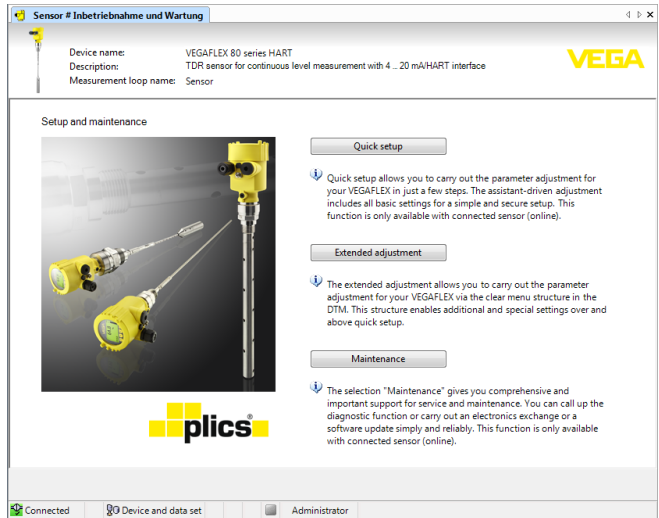 Sensor # Inbetriebnahme und Wartung
Device name: VEGAFLEX 80 series HART
Description: TDR sensor for continuous level measurement with 4 ... 20 mA/HART interface
Measurement loop name: Sensor
VEGA
Setup and maintenance
Quick setup
Quick setup allows you to carry out the parameter adjustment for
your VEGAFLEX in just a few steps. The assistant-driven adjustment
includes all basic settings for a simple and secure setup. This
function is only available with connected sensor (online).
Extended adjustment
The extended adjustment allows you to carry out the parameter
adjustment for your VEGAFLEX via the clear menu structure in the
DTM. This structure enables additional and special settings over and
above quick setup.
Maintenance
The selection "Maintenance" gives you comprehensive and
important support for service and maintenance. You can call up the
diagnostic function or carry out an electronics exchange or a
software update simply and reliably. This function is only available
with connected sensor (online).
plics®
Connected Device and data set Administrator